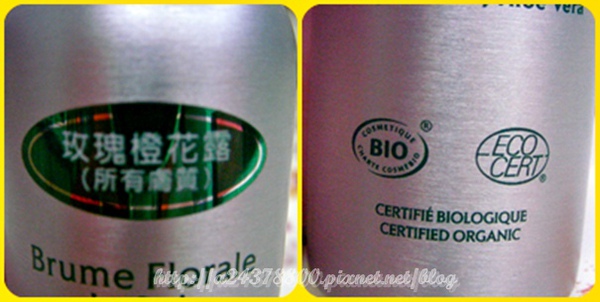 玫瑰橙花露
(所有膚質)
Brume Florale
Aloe Vera
COSMETIQUE
BIO
®
CHARTE COSMEBIO
ECO
CERT
®
CERTIFIÉ BIOLOGIQUE
CERTIFIED ORGANIC